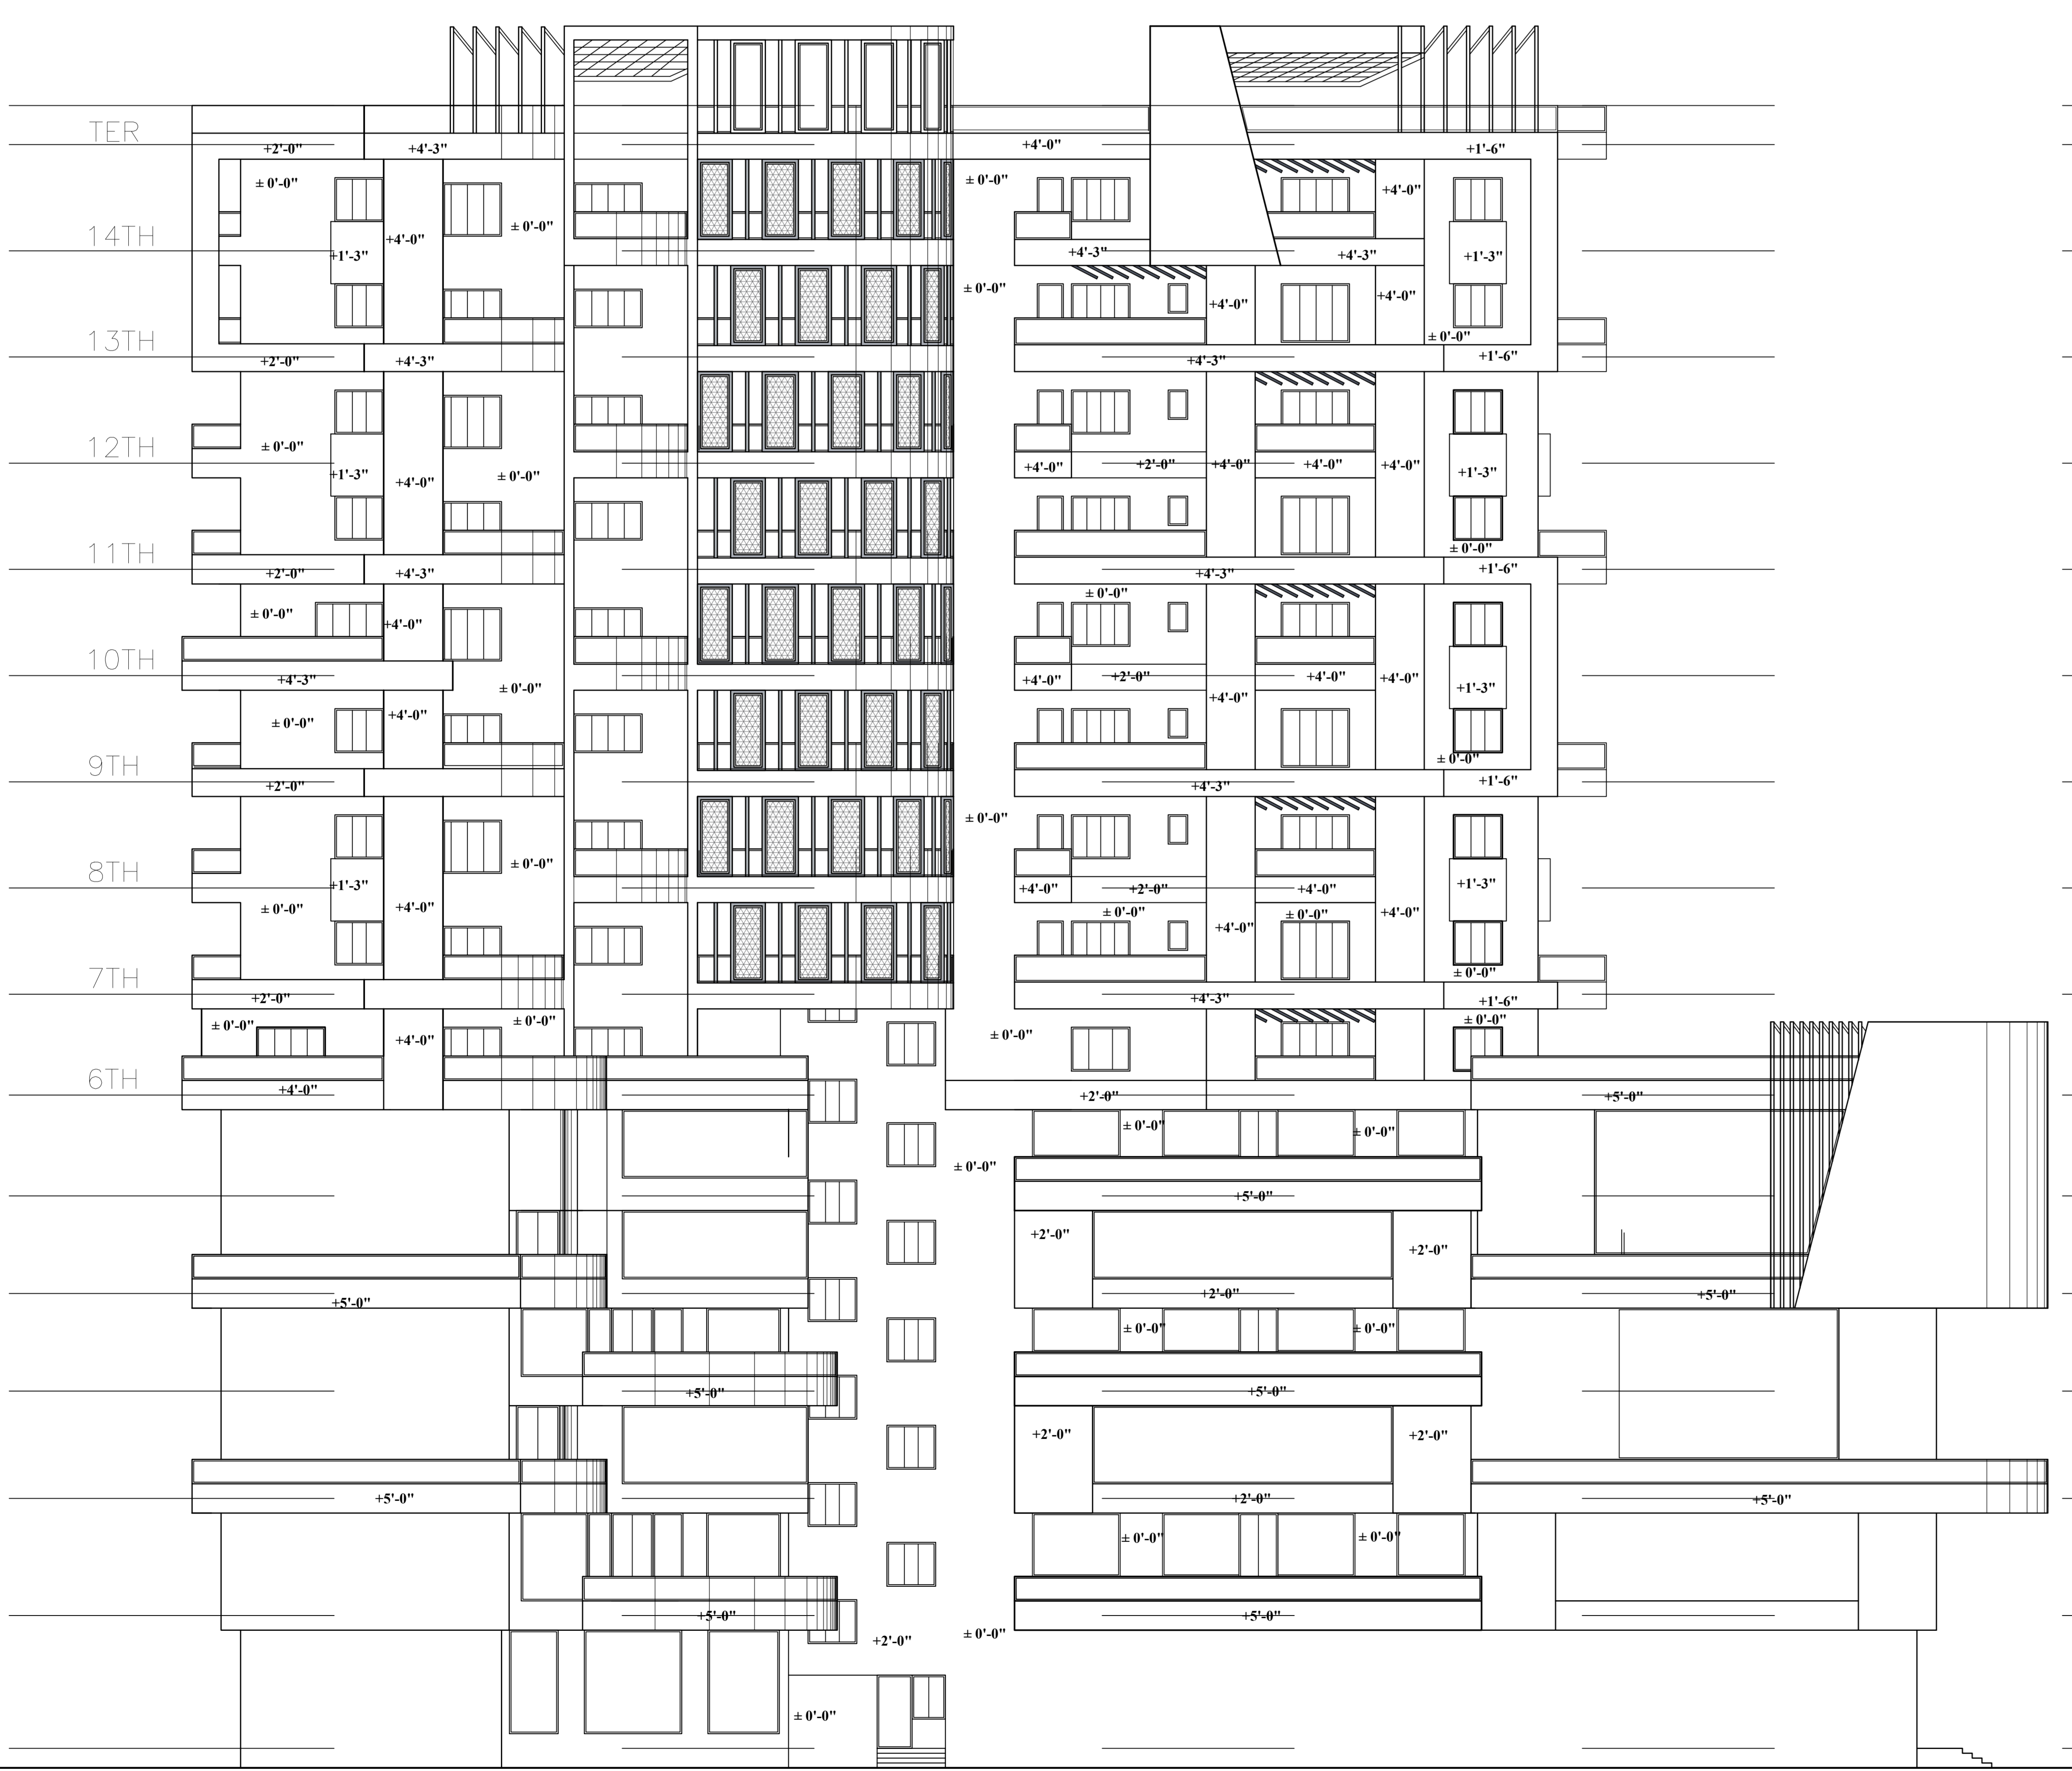 TER
+2'-0" +4'-3" +4'-0" +1'-6"
± 0'-0" ± 0'-0" +4'-0"
± 0'-0"
14TH +4'-0"
+1'-3" +4'-3" +4'-3" +1'-3"
± 0'-0" +4'-0" +4'-0"
13TH ± 0'-0"
+2'-0" +4'-3" +4'-3" +1'-6"
12TH ± 0'-0"
+4'-0" +2'-0" +4'-0" +4'-0" +4'-0"
+1'-3" +4'-0" ± 0'-0" +1'-3"
11TH ± 0'-0"
+2'-0" +4'-3" +4'-3" +1'-6"
± 0'-0" ± 0'-0"
+4'-0"
10TH
+4'-3" +4'-0" +2'-0" +4'-0" +4'-0"
± 0'-0" +4'-0" +1'-3"
± 0'-0" +4'-0"
9TH ± 0'-0"
+2'-0" +4'-3" +1'-6"
± 0'-0"
8TH ± 0'-0"
+1'-3" +4'-0" +2'-0" +4'-0" +1'-3"
± 0'-0" +4'-0" ± 0'-0" ± 0'-0" +4'-0"
+4'-0"
7TH ± 0'-0"
+2'-0" +4'-3" +1'-6"
± 0'-0" ± 0'-0" ± 0'-0"
+4'-0" ± 0'-0"
6TH
+4'-0" +2'-0" +5'-0"
± 0'-0" ± 0'-0"
± 0'-0"
+5'-0"
+2'-0" +2'-0"
+5'-0" +2'-0" +5'-0"
± 0'-0" ± 0'-0"
+5'-0" +5'-0"
+2'-0" +2'-0"
+5'-0" +2'-0" +5'-0"
± 0'-0" ± 0'-0"
+5'-0" +5'-0"
+2'-0" ± 0'-0"
± 0'-0"